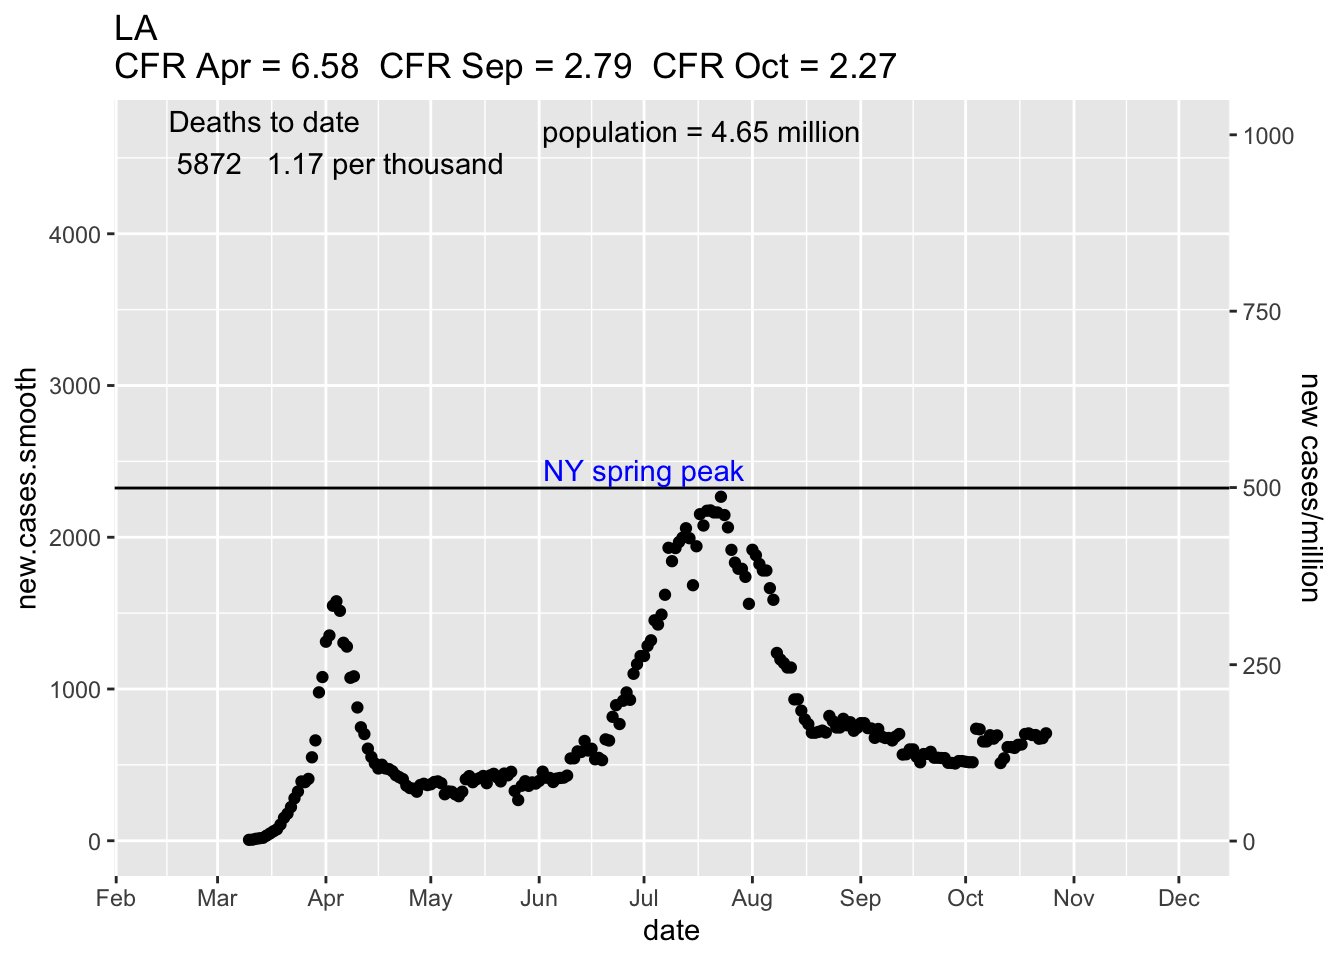 LA
CFR Apr = 6.58  CFR Sep = 2.79  CFR Oct = 2.27
Deaths to date
5872   1.17 per thousand
population = 4.65 million
NY spring peak
new.cases.smooth
4000
3000
2000
1000
0
1000
750
500
250
0
new cases/million
Feb Mar Apr May Jun Jul Aug Sep Oct Nov Dec
date